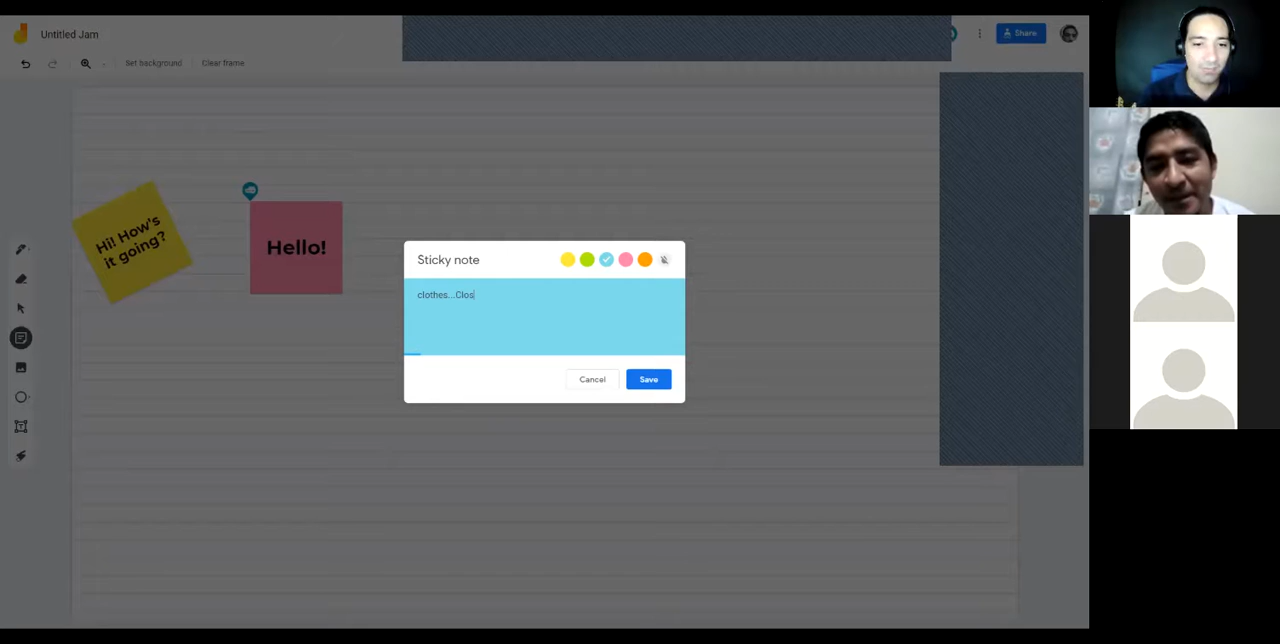 Untitled Jam
Share
Set background
Clear frame
Hi! How's
it going?
Hello!
Sticky note
clothes...Clos
Cancel
Save